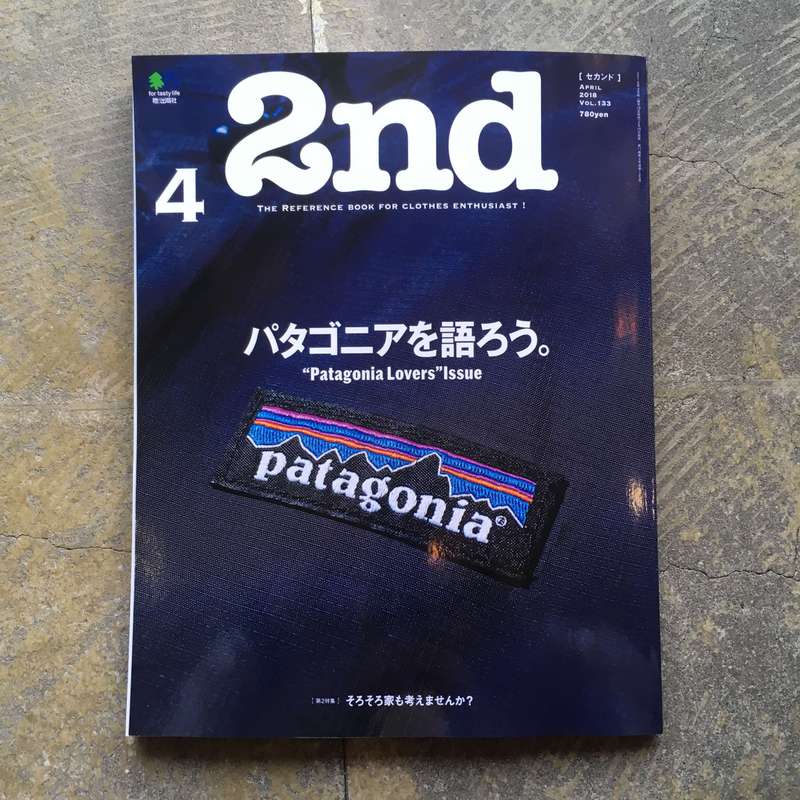 for tasty life
枻出版社
2nd
[ セカンド ]
APRIL
2018
VOL.133
780yen
4
THE REFERENCE BOOK FOR CLOTHES ENTHUSIAST !
パタゴニアを語ろう。
“Patagonia Lovers”Issue
patagonia®
[ 第2特集 ] そろそろ家も考えませんか?